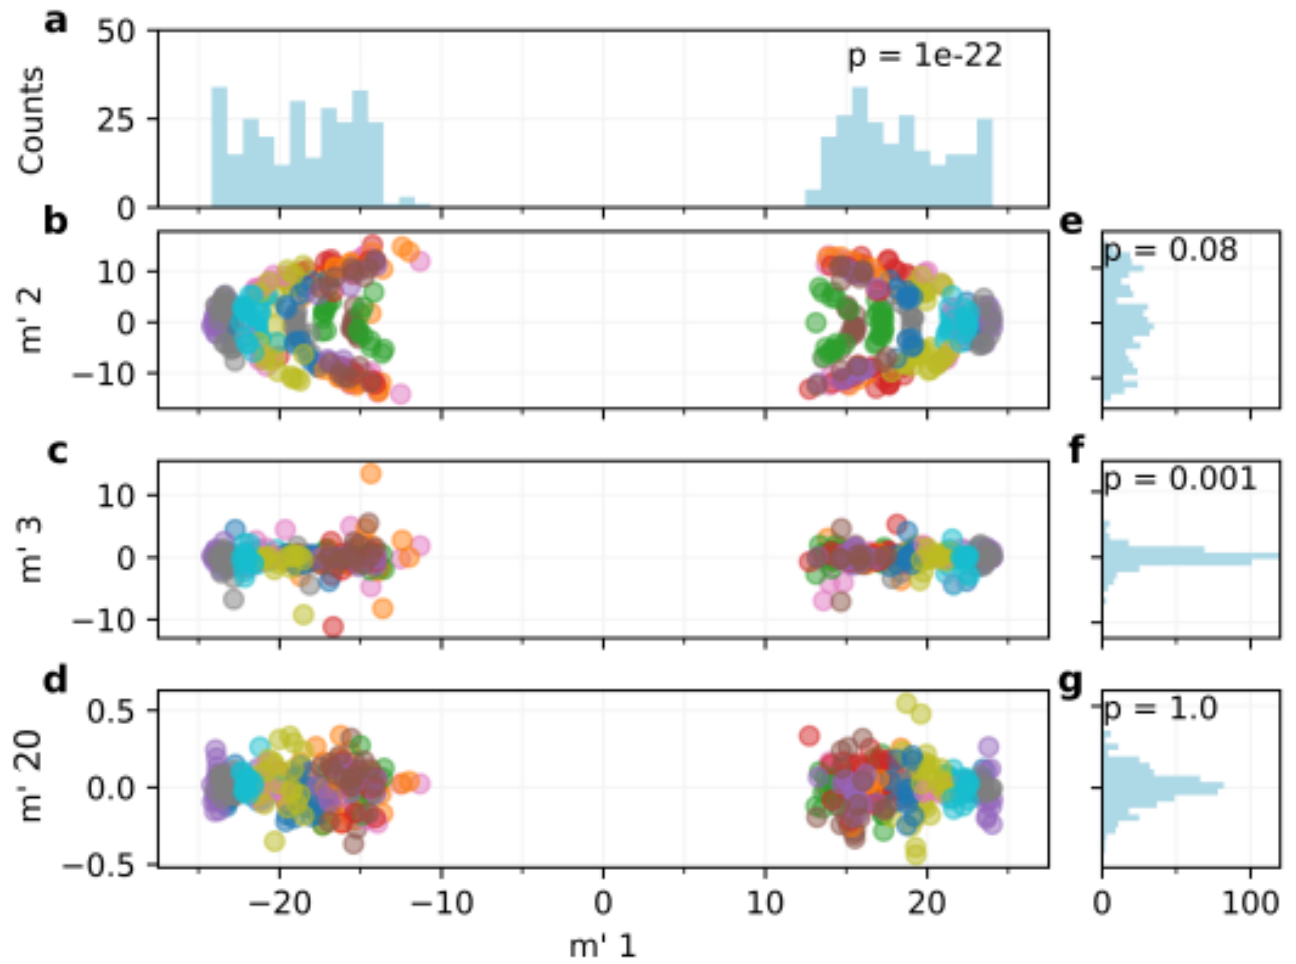 a
50
25
0
Counts
p = 1e-22
b
10
0
−10
m' 2
e
p = 0.08
c
10
0
−10
m' 3
f
p = 0.001
d
0.5
0.0
−0.5
m' 20
g
p = 1.0
−20 −10 0 10 20
0 100
m' 1